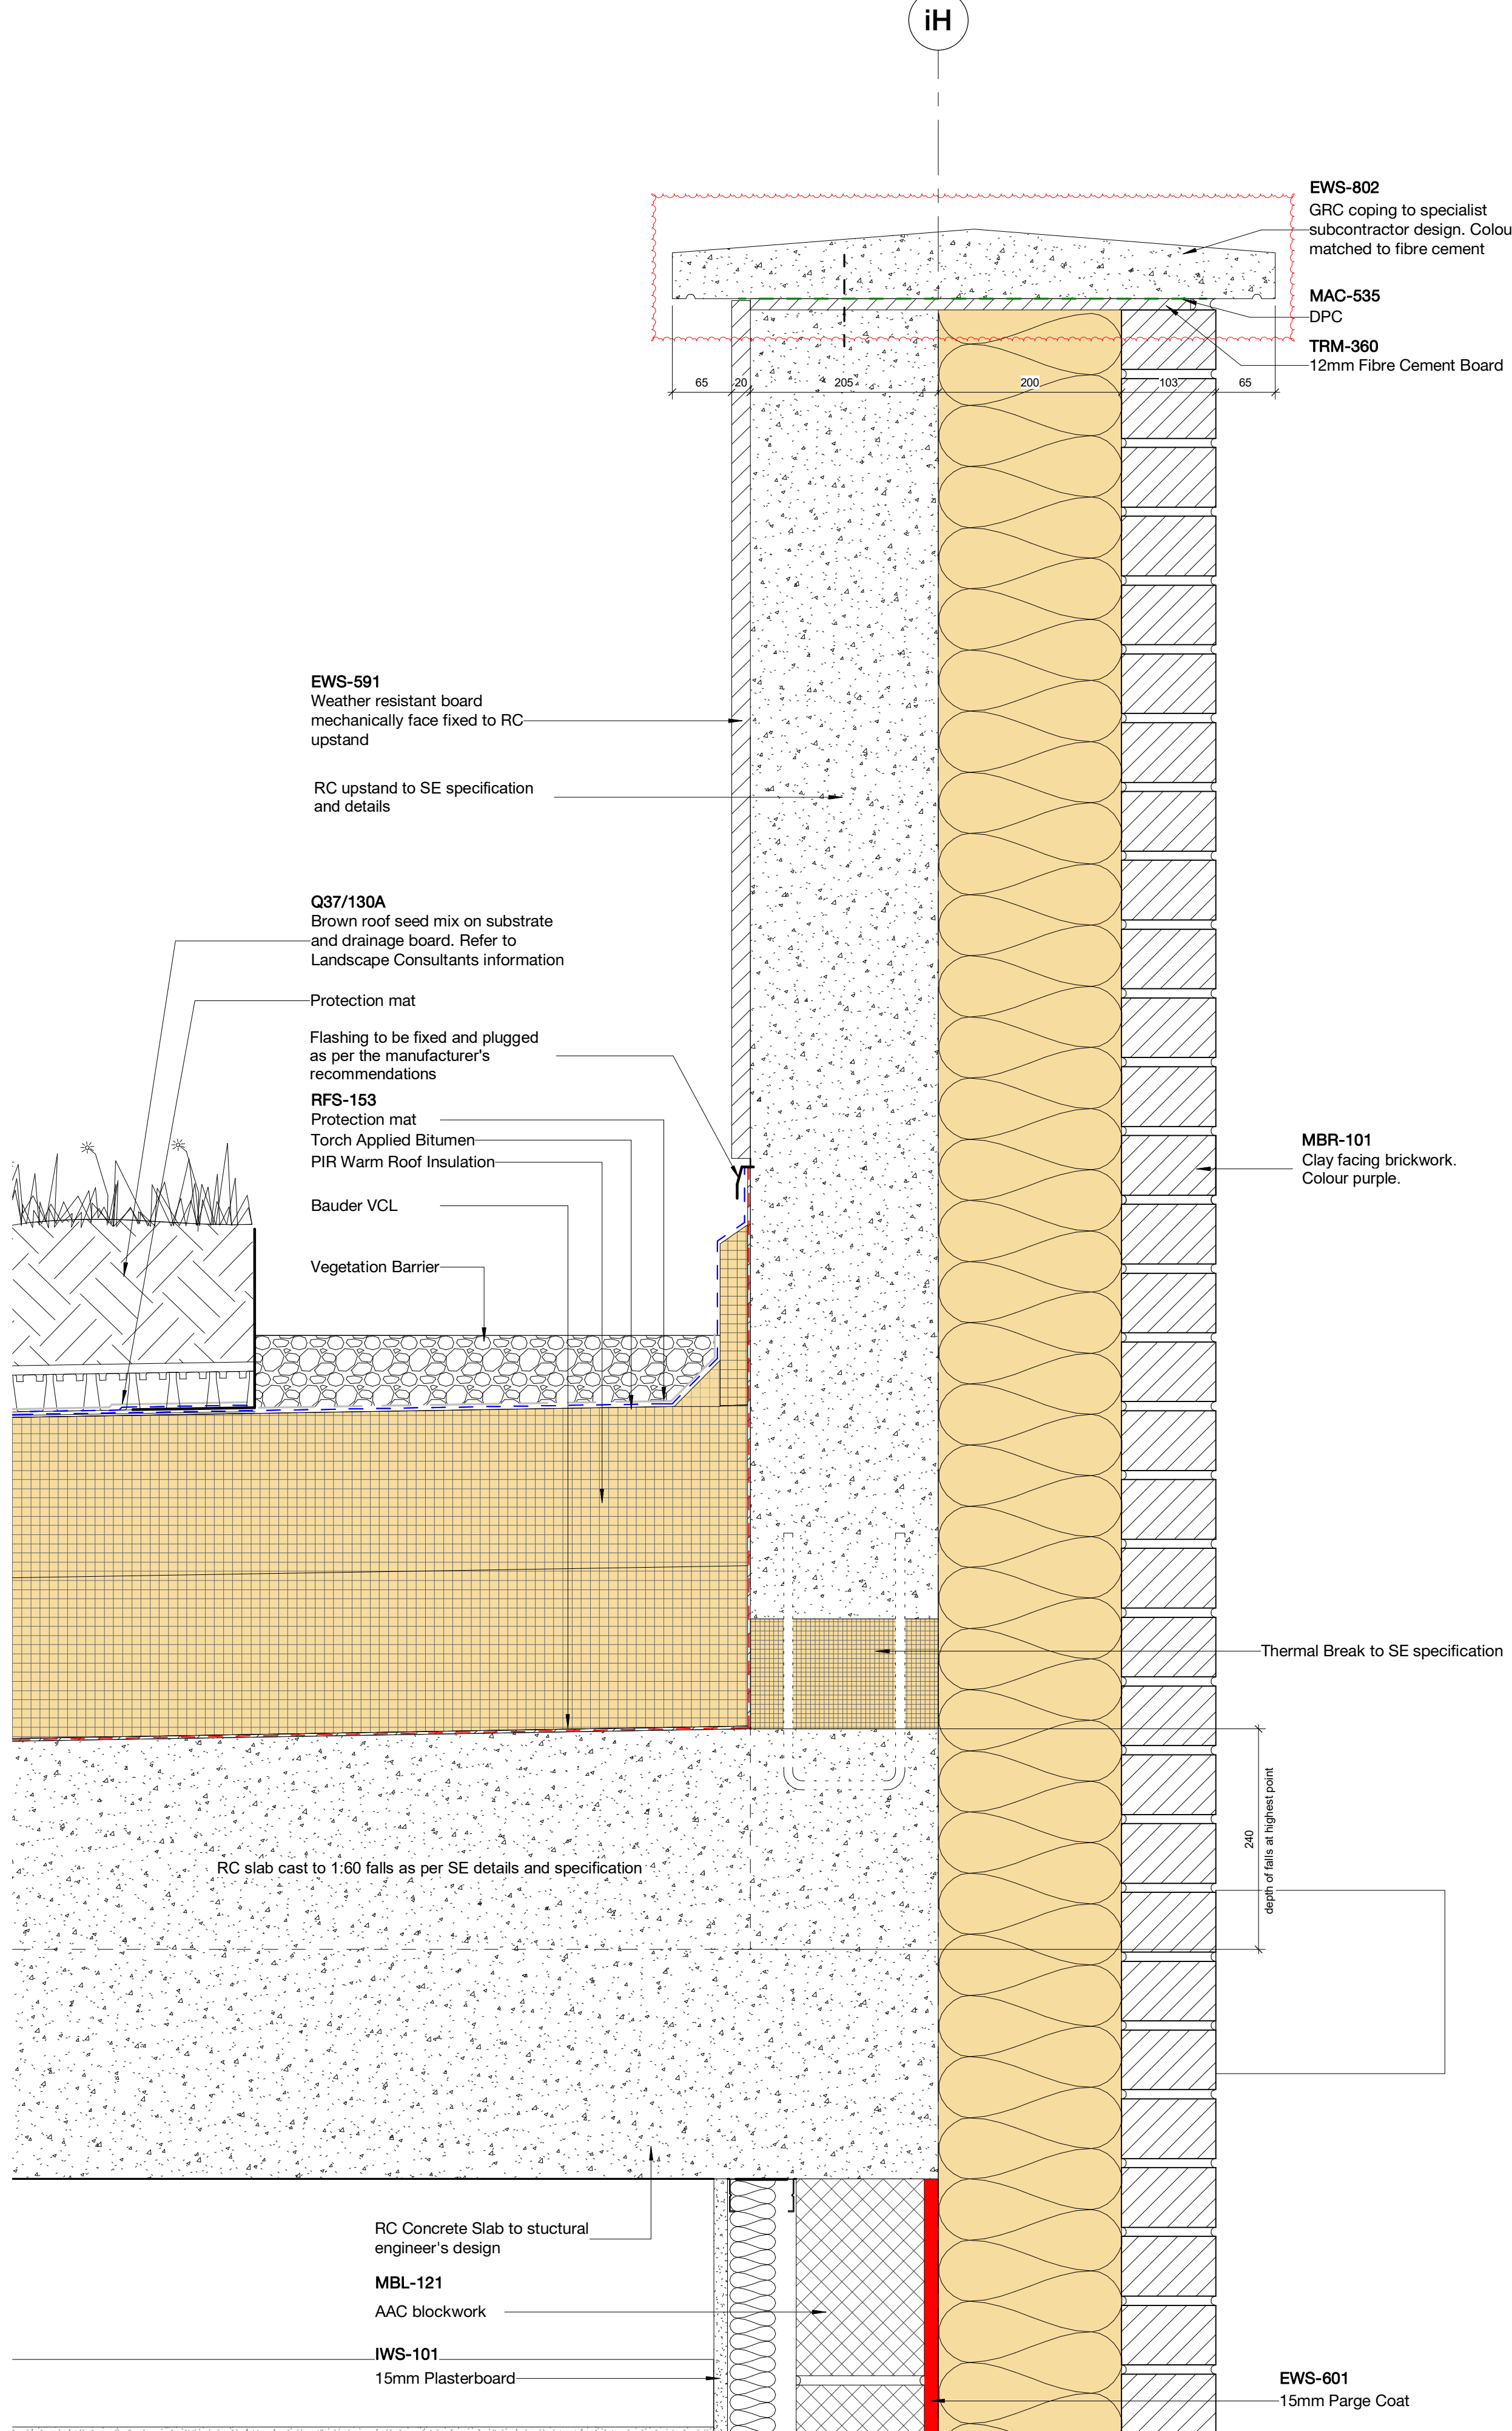 iH
EWS-802
GRC coping to specialist
subcontractor design. Colou
matched to fibre cement
MAC-535
DPC
TRM-360
12mm Fibre Cement Board
65
20
205
200
103
65
EWS-591
Weather resistant board
mechanically face fixed to RC
upstand
RC upstand to SE specification
and details
Q37/130A
Brown roof seed mix on substrate
and drainage board. Refer to
Landscape Consultants information
Protection mat
Flashing to be fixed and plugged
as per the manufacturer's
recommendations
RFS-153
Protection mat
Torch Applied Bitumen
PIR Warm Roof Insulation
Bauder VCL
Vegetation Barrier
MBR-101
Clay facing brickwork.
Colour purple.
Thermal Break to SE specification
240
depth of falls at highest point
RC slab cast to 1:60 falls as per SE details and specification
RC Concrete Slab to stuctural
engineer's design
MBL-121
AAC blockwork
IWS-101
15mm Plasterboard
EWS-601
15mm Parge Coat